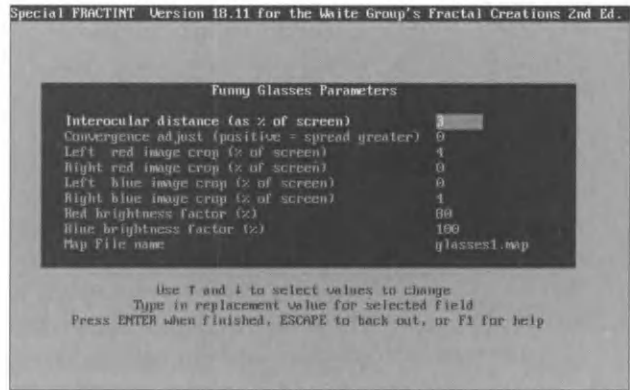 Special FRACTINT Version 18.11 for the Waite Group's Fractal Creations 2nd Ed.
Funny Glasses Parameters
Interocular distance (as % of screen) 3
Convergence adjust (positive = spread greater) 0
Left red image crop (% of screen) 4
Right red image crop (% of screen) 0
Left blue image crop (% of screen) 0
Right blue image crop (% of screen) 4
Red brightness factor (%) 80
Blue brightness factor (%) 100
Map File name glasses1.map
Use ↑ and ↓ to select values to change
Type in replacement value for selected field
Press ENTER when finished, ESCAPE to back out, or F1 for help